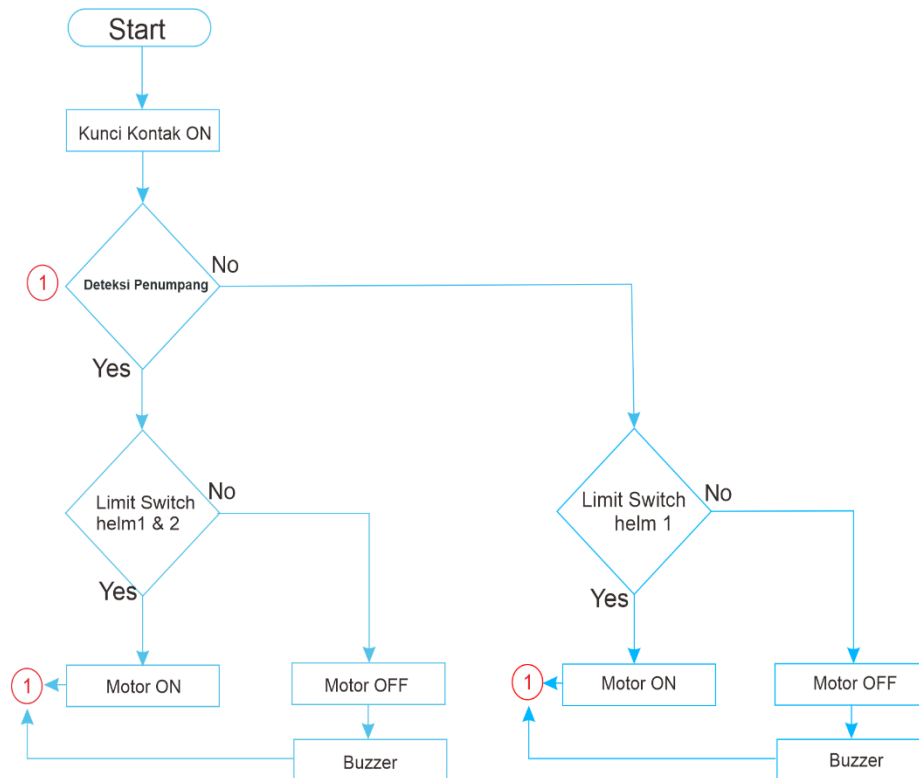 Start
Kunci Kontak ON
1
Deteksi Penumpang
No
Yes
Limit Switch
helm1 & 2
No
Yes
Limit Switch
helm 1
No
Yes
1
Motor ON
Motor OFF
Buzzer
1
Motor ON
Motor OFF
Buzzer